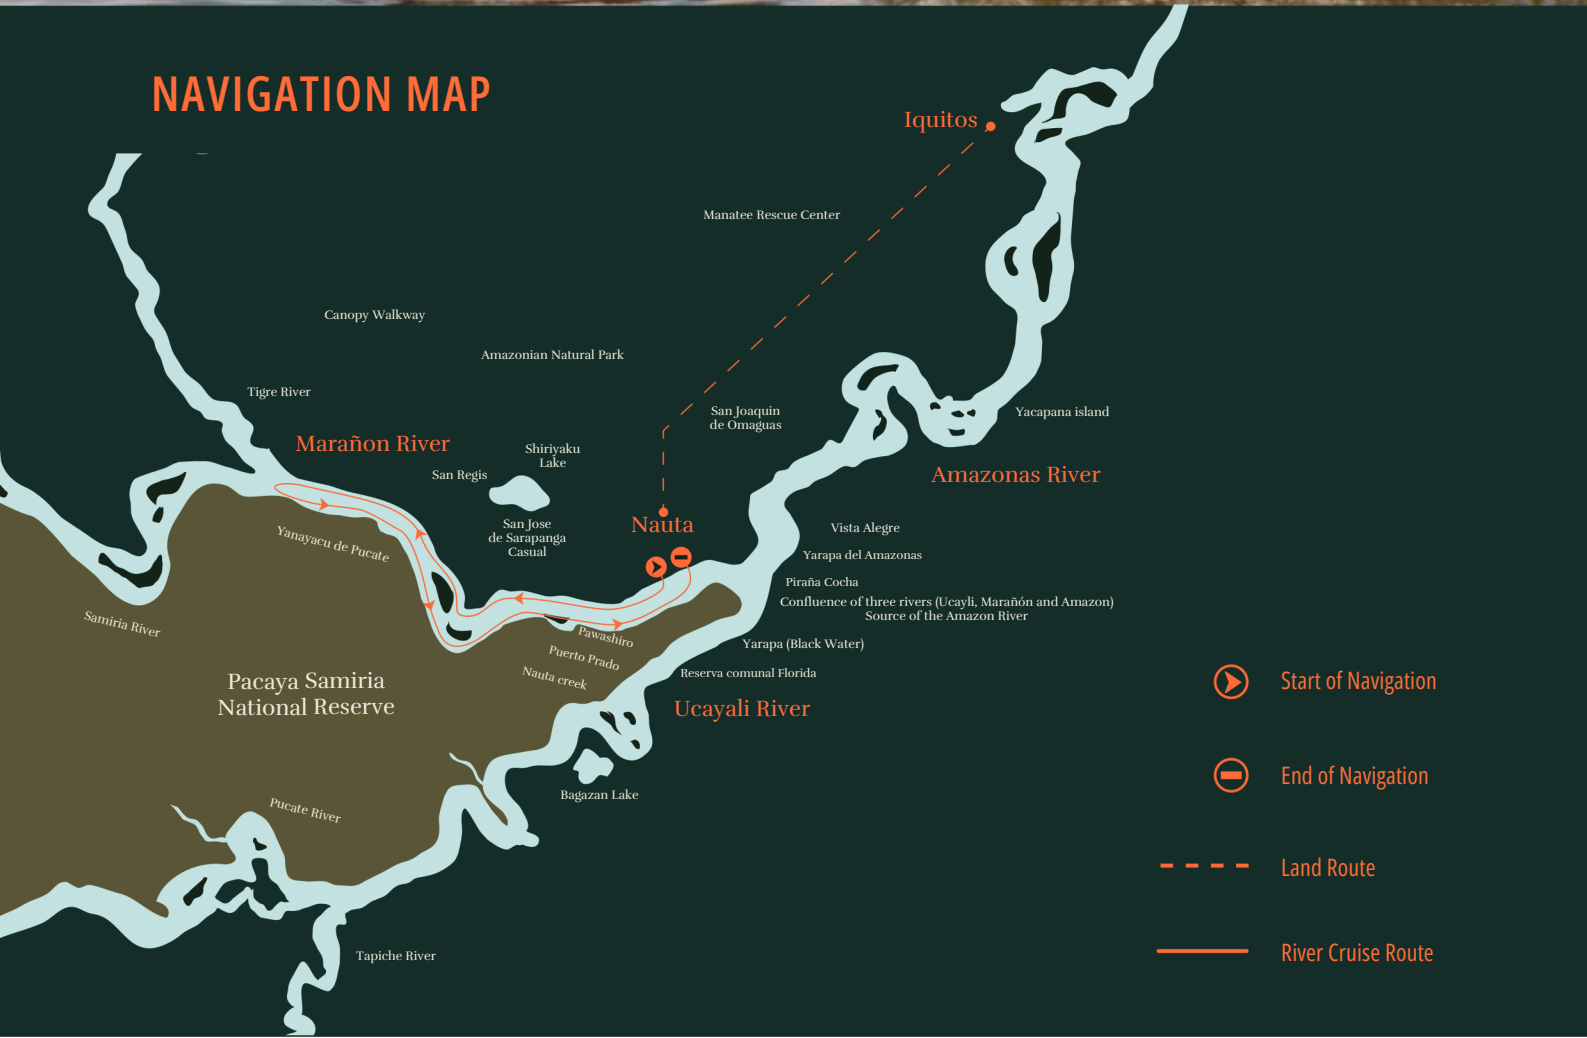 NAVIGATION MAP
Iquitos
Manatee Rescue Center
Canopy Walkway
Amazonian Natural Park
Tigre River
San Joaquin
de Omaguas
Yacapana island
Marañon River
Shiriyaku
Lake
San Regis
Amazonas River
San Jose
de Sarapanga
Casual
Nauta
Vista Alegre
Yanayacu de Pucate
Yarapa del Amazonas
Piraña Cocha
Confluence of three rivers (Ucayli, Marañón and Amazon)
Source of the Amazon River
Samiria River
Pawashiro
Yarapa (Black Water)
Puerto Prado
Reserva comunal Florida
Nauta creek
Pacaya Samiria
National Reserve
Ucayali River
Start of Navigation
End of Navigation
Bagazan Lake
Pucate River
Land Route
Tapiche River
River Cruise Route